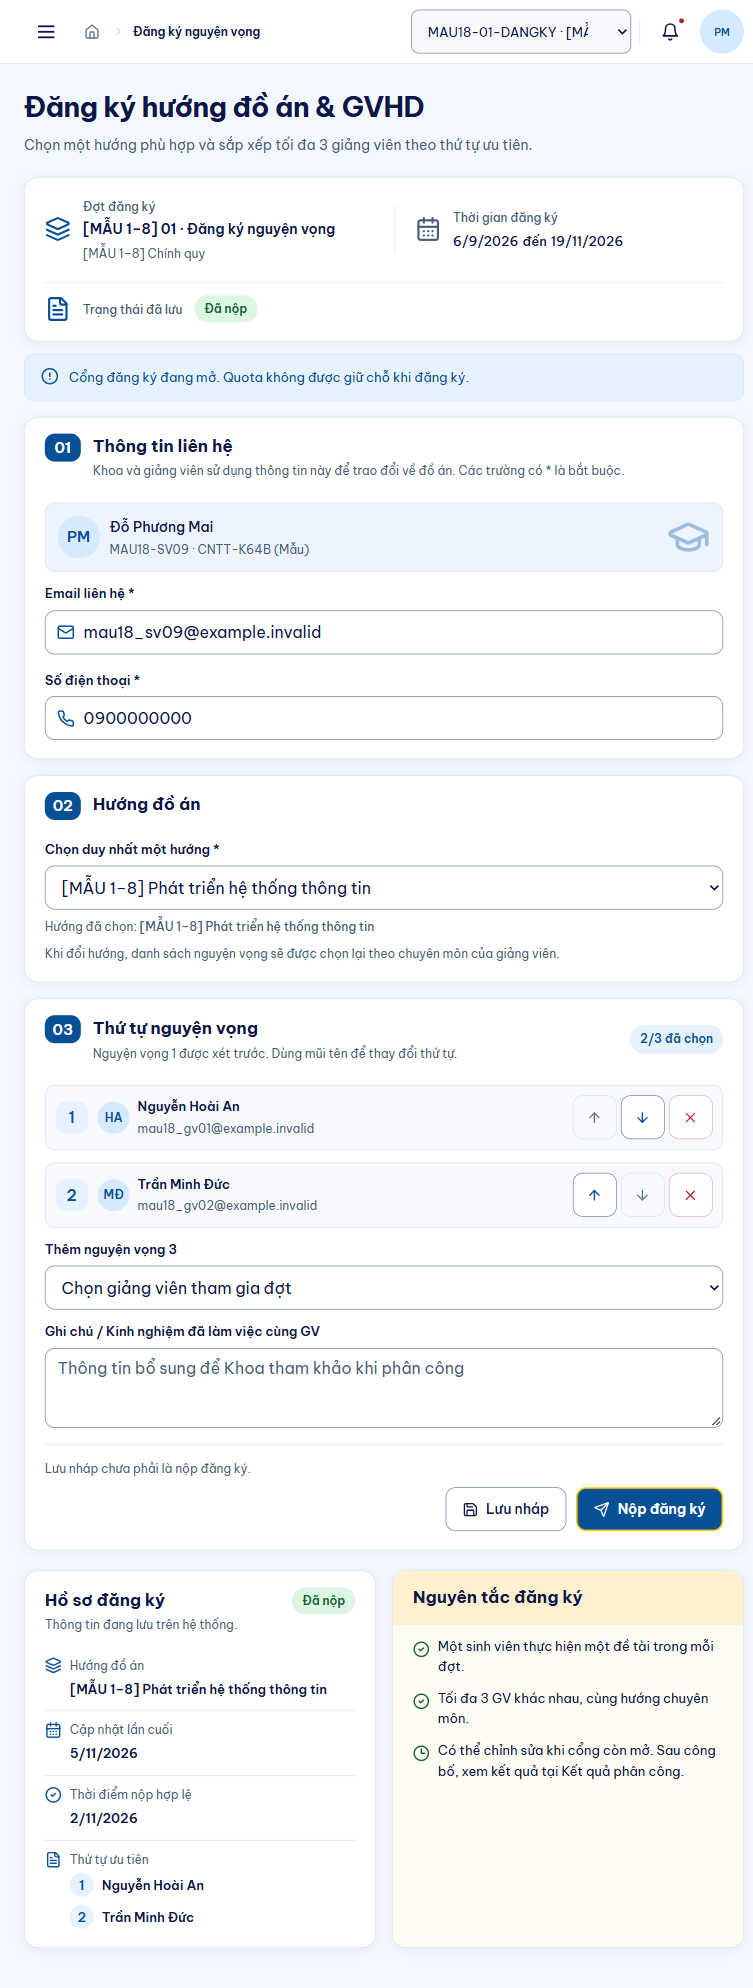 Đăng ký nguyện vọng
MAU18-01-DANGKY · [MẪ
PM
Đăng ký hướng đồ án & GVHD
Chọn một hướng phù hợp và sắp xếp tối đa 3 giảng viên theo thứ tự ưu tiên.
Đợt đăng ký
[MẪU 1-8] 01 · Đăng ký nguyện vọng
[MẪU 1-8] Chính quy
Thời gian đăng ký
6/9/2026 đến 19/11/2026
Trạng thái đã lưu
Đã nộp
Cổng đăng ký đang mở. Quota không được giữ chỗ khi đăng ký.
01
Thông tin liên hệ
Khoa và giảng viên sử dụng thông tin này để trao đổi về đồ án. Các trường có * là bắt buộc.
PM
Đỗ Phương Mai
MAU18-SV09 · CNTT-K64B (Mẫu)
Email liên hệ *
mau18_sv09@example.invalid
Số điện thoại *
0900000000
02
Hướng đồ án
Chọn duy nhất một hướng *
[MẪU 1-8] Phát triển hệ thống thông tin
Hướng đã chọn: [MẪU 1-8] Phát triển hệ thống thông tin
Khi đổi hướng, danh sách nguyện vọng sẽ được chọn lại theo chuyên môn của giảng viên.
03
Thứ tự nguyện vọng
Nguyện vọng 1 được xét trước. Dùng mũi tên để thay đổi thứ tự.
2/3 đã chọn
1
HA
Nguyễn Hoài An
mau18_gv01@example.invalid
2
MĐ
Trần Minh Đức
mau18_gv02@example.invalid
Thêm nguyện vọng 3
Chọn giảng viên tham gia đợt
Ghi chú / Kinh nghiệm đã làm việc cùng GV
Thông tin bổ sung để Khoa tham khảo khi phân công
Lưu nháp chưa phải là nộp đăng ký.
Lưu nháp
Nộp đăng ký
Hồ sơ đăng ký
Đã nộp
Thông tin đang lưu trên hệ thống.
Hướng đồ án
[MẪU 1-8] Phát triển hệ thống thông tin
Cập nhật lần cuối
5/11/2026
Thời điểm nộp hợp lệ
2/11/2026
Thứ tự ưu tiên
1 Nguyễn Hoài An
2 Trần Minh Đức
Nguyên tắc đăng ký
Một sinh viên thực hiện một đề tài trong mỗi
đợt.
Tối đa 3 GV khác nhau, cùng hướng chuyên
môn.
Có thể chỉnh sửa khi cổng còn mở. Sau công
bố, xem kết quả tại Kết quả phân công.